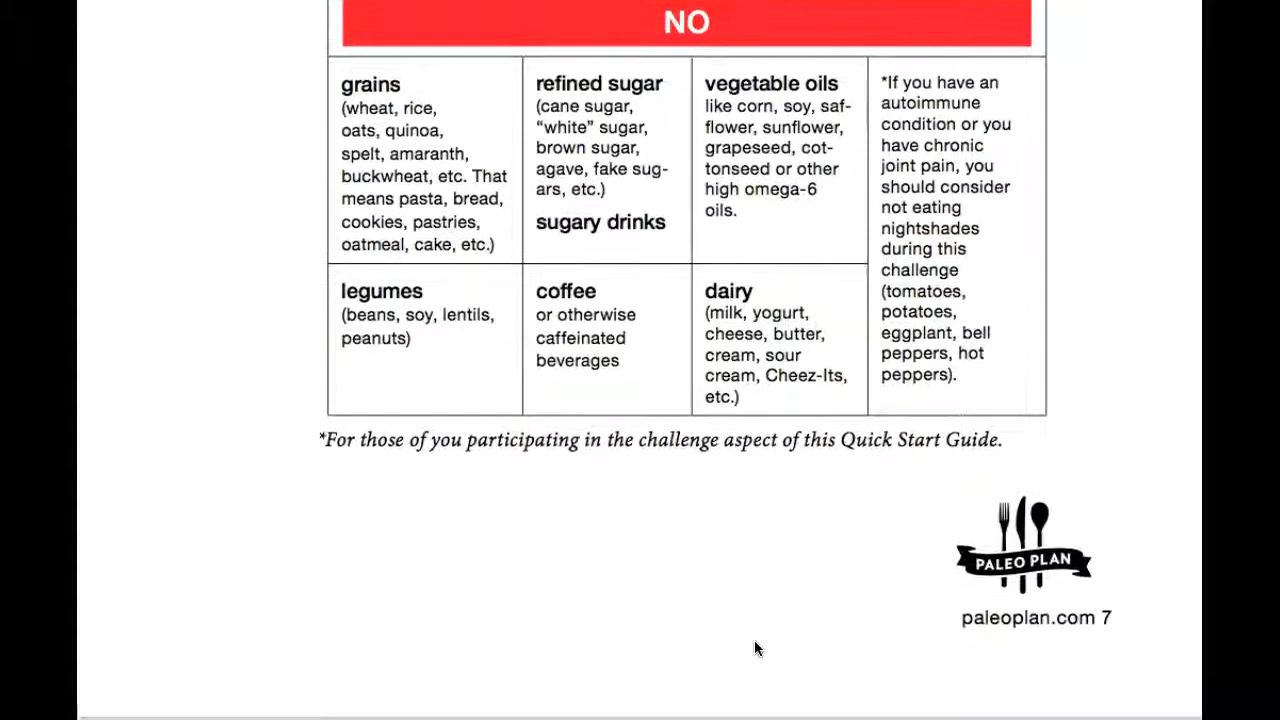 NO
grains
(wheat, rice,
oats, quinoa,
spelt, amaranth,
buckwheat, etc. That
means pasta, bread,
cookies, pastries,
oatmeal, cake, etc.)
refined sugar
(cane sugar,
“white” sugar,
brown sugar,
agave, fake sug-
ars, etc.)
sugary drinks
vegetable oils
like corn, soy, saf-
flower, sunflower,
grapeseed, cot-
tonseed or other
high omega-6
oils.
*If you have an
autoimmune
condition or you
have chronic
joint pain, you
should consider
not eating
nightshades
during this
challenge
(tomatoes,
potatoes,
eggplant, bell
peppers, hot
peppers).
legumes
(beans, soy, lentils,
peanuts)
coffee
or otherwise
caffeinated
beverages
dairy
(milk, yogurt,
cheese, butter,
cream, sour
cream, Cheez-Its,
etc.)
*For those of you participating in the challenge aspect of this Quick Start Guide.
PALEO PLAN
paleoplan.com 7